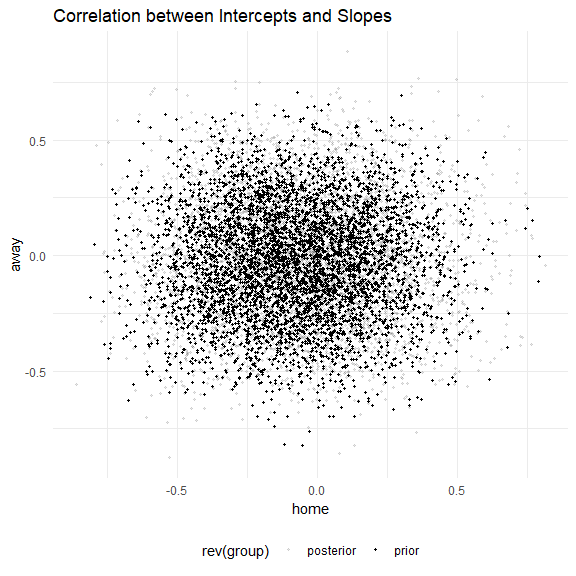 Correlation between Intercepts and Slopes
away
0.5
0.0
-0.5
-0.5
0.0
0.5
home
rev(group)
posterior
prior